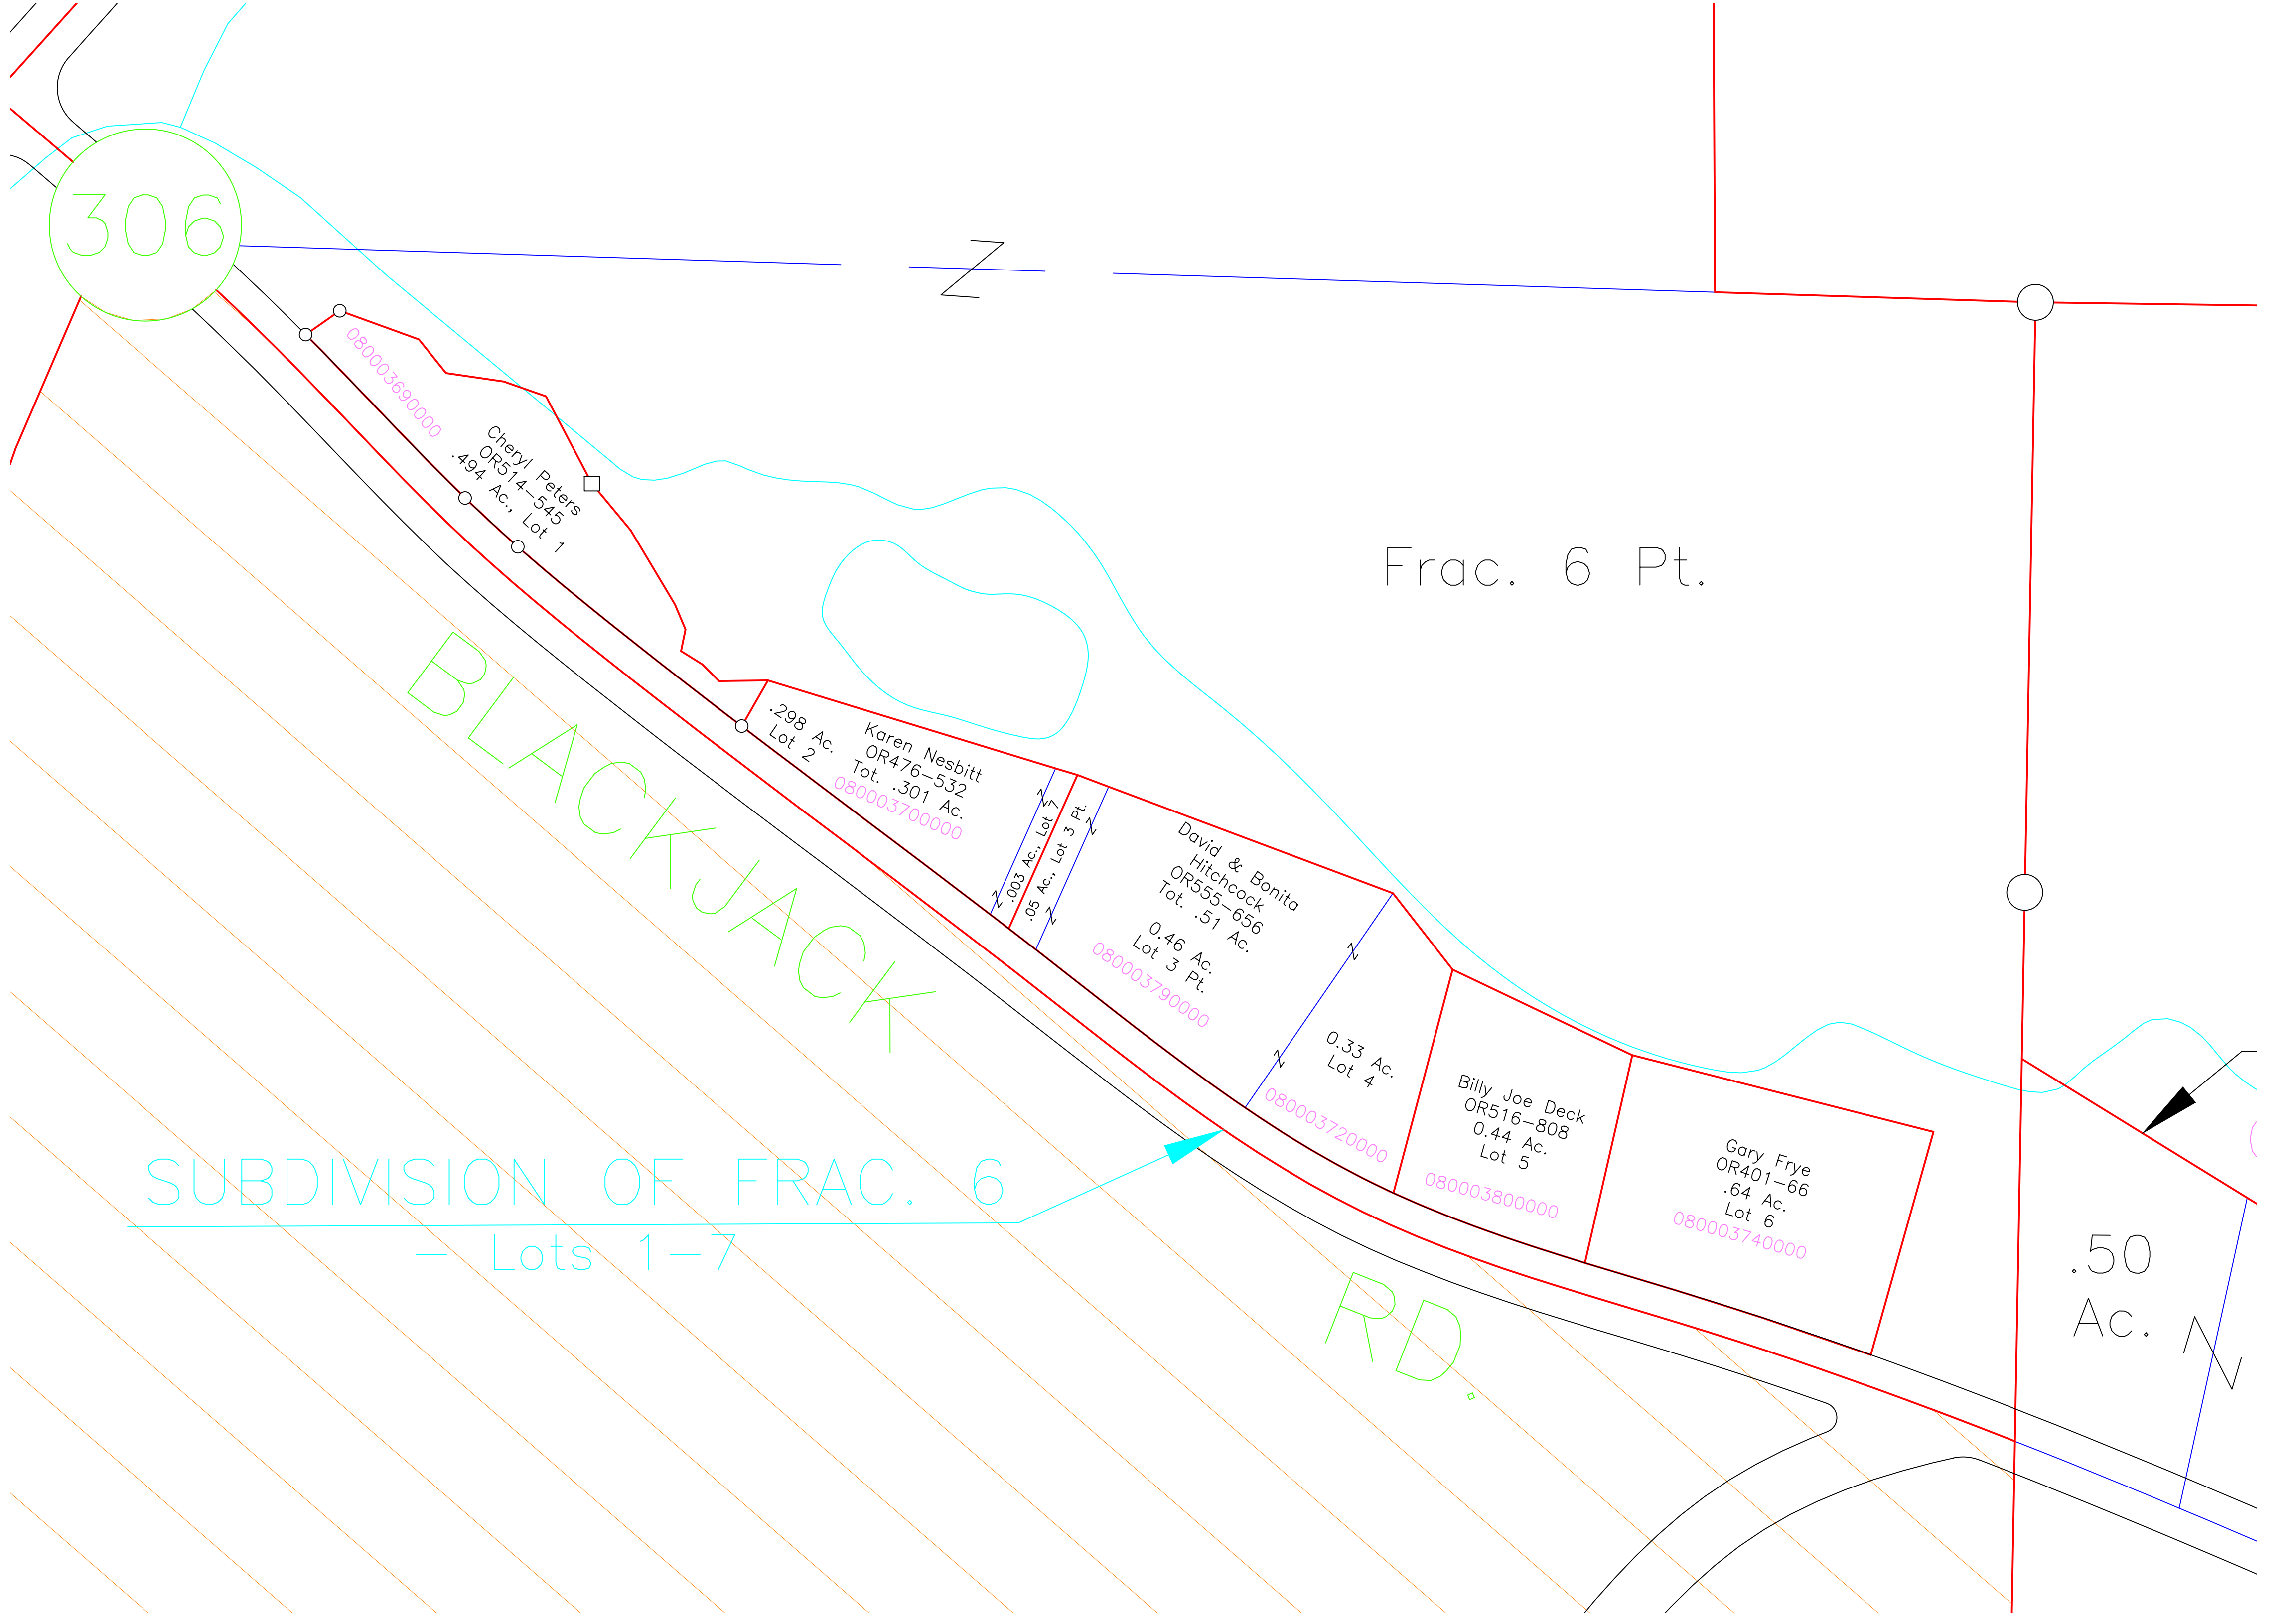 306
080003690000
Cheryl Peters
OR514-545
.494 Ac., Lot 1
Frac. 6 Pt.
BLACKJACK
RD.
.298 Ac.
Lot 2
Karen Nesbitt
OR476-532
Tot. .301 Ac.
080003700000
.003 Ac., Lot 7
.05 Ac., Lot 3 Pt.
David & Bonita
Hitchcock
OR555-656
Tot. .51 Ac.
0.46 Ac.
Lot 3 Pt.
080003790000
0.33 Ac.
Lot 4
080003720000
Billy Joe Deck
OR516-808
0.44 Ac.
Lot 5
080003800000
Gary Frye
OR401-66
.64 Ac.
Lot 6
080003740000
SUBDIVISION OF FRAC. 6
- Lots 1-7
.50
Ac.